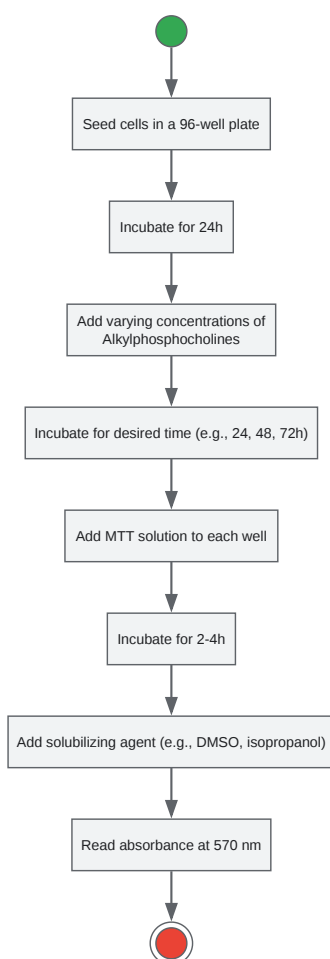 Seed cells in a 96-well plate
Incubate for 24h
Add varying concentrations of
Alkylphosphocholines
Incubate for desired time (e.g., 24, 48, 72h)
Add MTT solution to each well
Incubate for 2-4h
Add solubilizing agent (e.g., DMSO, isopropanol)
Read absorbance at 570 nm